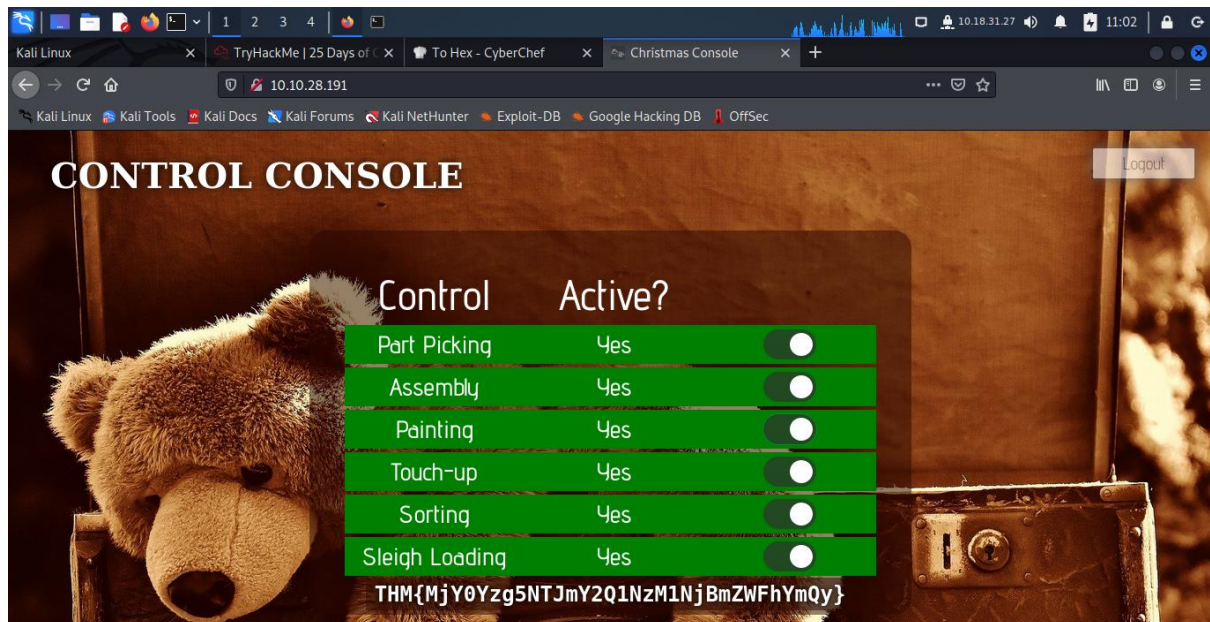 1 2 3 4 10.18.31.27 11:02
Kali Linux TryHackMe | 25 Days of C To Hex - CyberChef Christmas Console
10.10.28.191
Kali Linux Kali Tools Kali Docs Kali Forums Kali NetHunter Exploit-DB Google Hacking DB OffSec
CONTROL CONSOLE
Logout
Control Active?
Part Picking Yes
Assembly Yes
Painting Yes
Touch-up Yes
Sorting Yes
Sleigh Loading Yes
THM{MjY0Yzg5NTJmY2Q1NzM1NjBmZWFhYmQy}